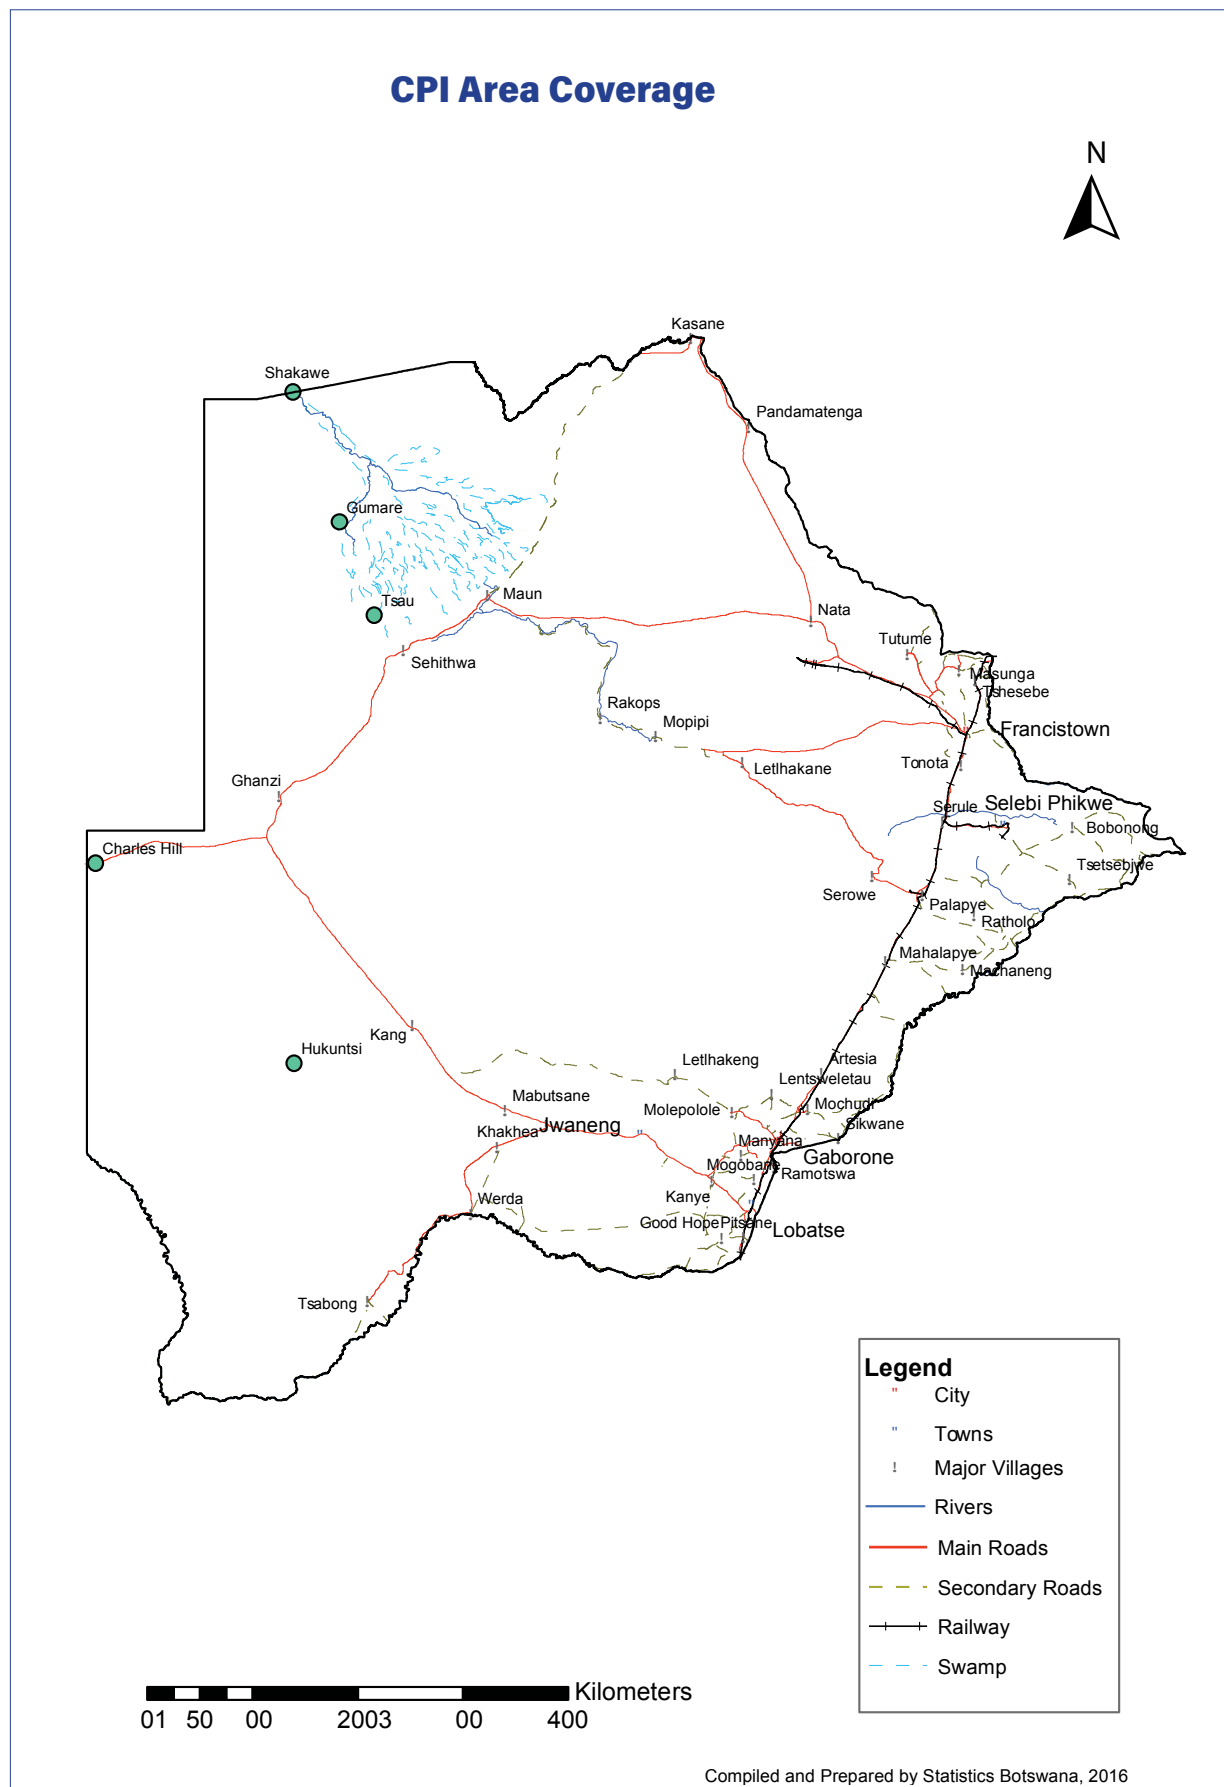 CPI Area Coverage
N
Kasane
Shakawe
Pandamatenga
Gumare
Maun
Tsau
Nata
Tutume
Sehithwa
Masunga
Tshesebe
Rakops
Mopipi
Francistown
Letlhakane
Tonota
Ghanzi
Serule
Selebi Phikwe
Bobonong
Charles Hill
Tsetsebjwe
Serowe
Palapye
Ratholo
Mahalapye
Machaneng
Kang
Hukuntsi
Letlhakeng
Artesia
Lentsweletau
Mabutsane
Molepolole
Mochudi
Jwaneng
Sikwane
Khakhea
Manyana
Gaborone
Mogobane
Ramotswa
Werda
Kanye
Good Hope
Pitsane
Lobatse
Tsabong
Legend
" City
" Towns
! Major Villages
Rivers
Main Roads
Secondary Roads
Railway
Swamp
Kilometers
01 50 00 2003 00 400
Compiled and Prepared by Statistics Botswana, 2016